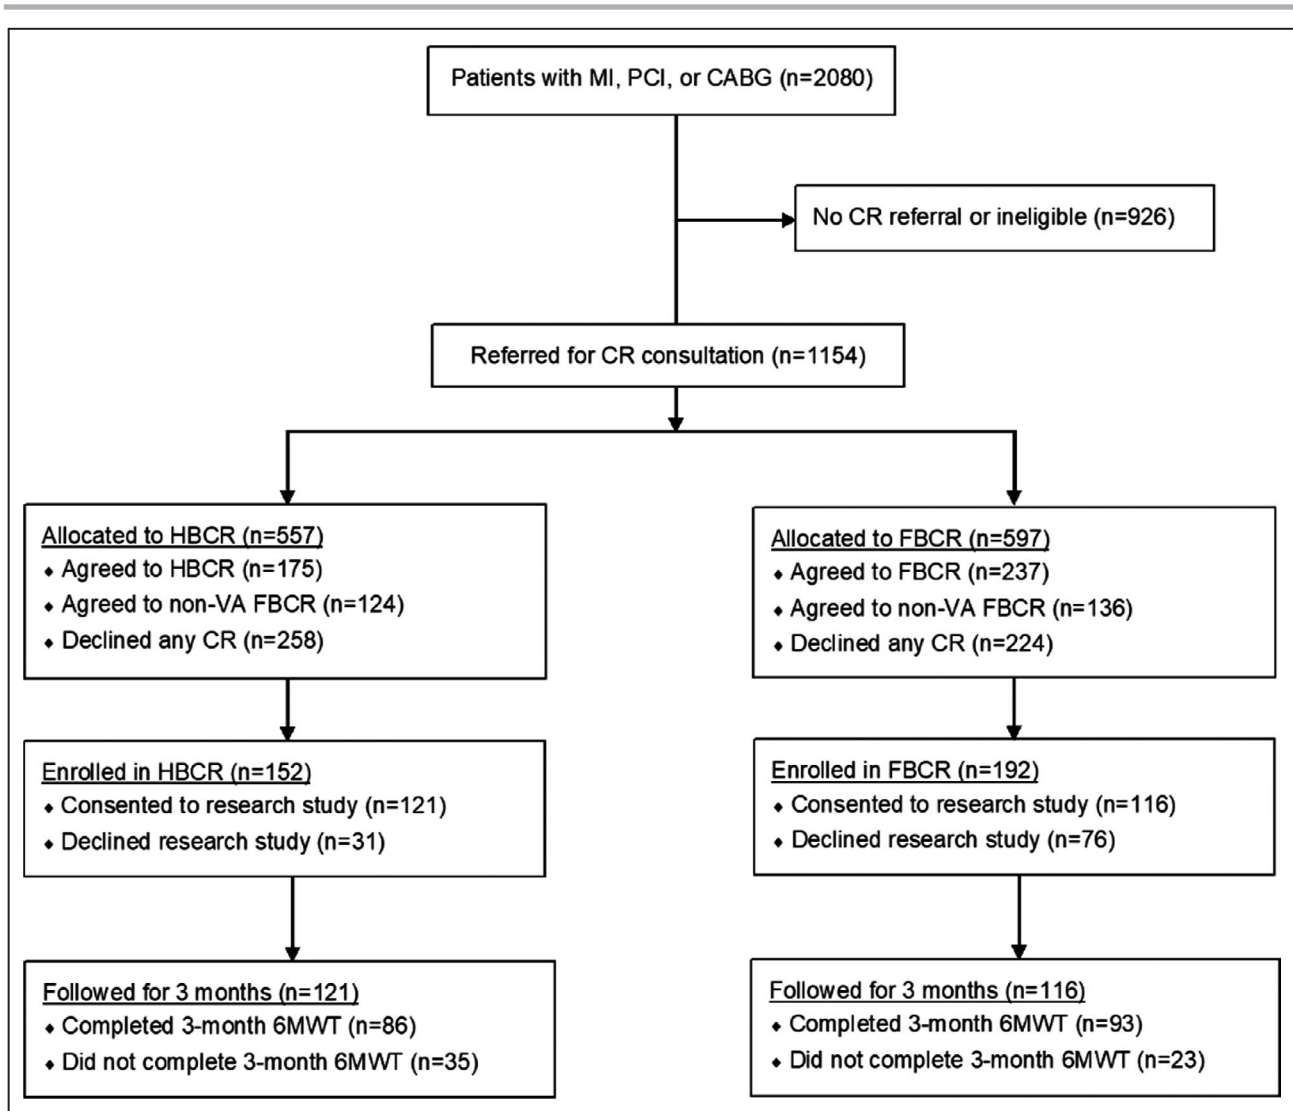 Patients with MI, PCI, or CABG (n=2080)
No CR referral or ineligible (n=926)
Referred for CR consultation (n=1154)
Allocated to HBCR (n=557)
♦ Agreed to HBCR (n=175)
♦ Agreed to non-VA FBCR (n=124)
♦ Declined any CR (n=258)
Allocated to FBCR (n=597)
♦ Agreed to FBCR (n=237)
♦ Agreed to non-VA FBCR (n=136)
♦ Declined any CR (n=224)
Enrolled in HBCR (n=152)
♦ Consented to research study (n=121)
♦ Declined research study (n=31)
Enrolled in FBCR (n=192)
♦ Consented to research study (n=116)
♦ Declined research study (n=76)
Followed for 3 months (n=121)
♦ Completed 3-month 6MWT (n=86)
♦ Did not complete 3-month 6MWT (n=35)
Followed for 3 months (n=116)
♦ Completed 3-month 6MWT (n=93)
♦ Did not complete 3-month 6MWT (n=23)